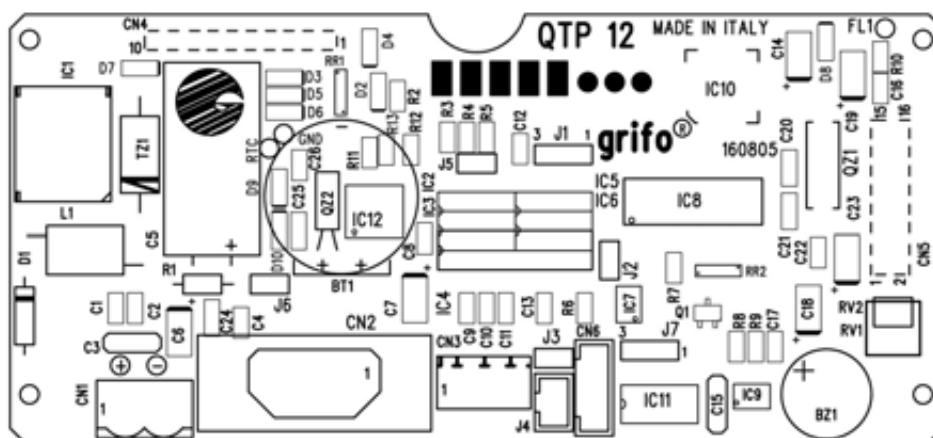 CN4
10
1
D4
QTP 12
MADE IN ITALY
FL1
C14
D8
R10
C16
IC1
D7
D3
D5
D6
RR1
D2
R2
R13
R12
R3
R4
R5
C12
3
J1
1
IC10
C19
15
16
TZ1
RTC
GND
C26
R11
J5
grifo®
160805
C20
QZ1
D9
C25
QZ2
IC12
IC2
IC3
IC5
IC6
IC8
C23
L1
C5
+
D10
C8
J2
C21
C22
CN5
D1
R1
J6
BT1
+
+
C7
IC4
R7
RR2
1
2
C1
C2
C6
C24
C4
CN2
C9
C10
C11
C13
R6
IC7
Q1
C18
RV2
RV1
C3
+
-
CN3
J3
CN6
3
J7
1
R8
R9
C17
CN1
1
1
1
J4
IC11
C15
IC9
+
BZ1